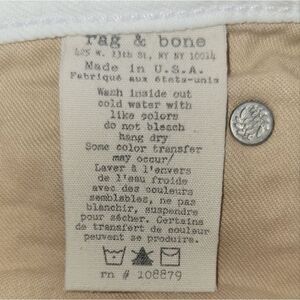 rag & bone
425 W. 13th St, NY NY 10014
Made in U.S.A.
Fabriqué aux états-unis
Wash inside out
cold water with
like colors
do not bleach
hang dry
Some color transfer
may occur/
Laver à l'envers
de l'eau froide
avec des couleurs
semblables, ne pas
blanchir, suspendre
pour sécher. Certains
de transfert de couleur
peuvent se produire.
rn # 108879